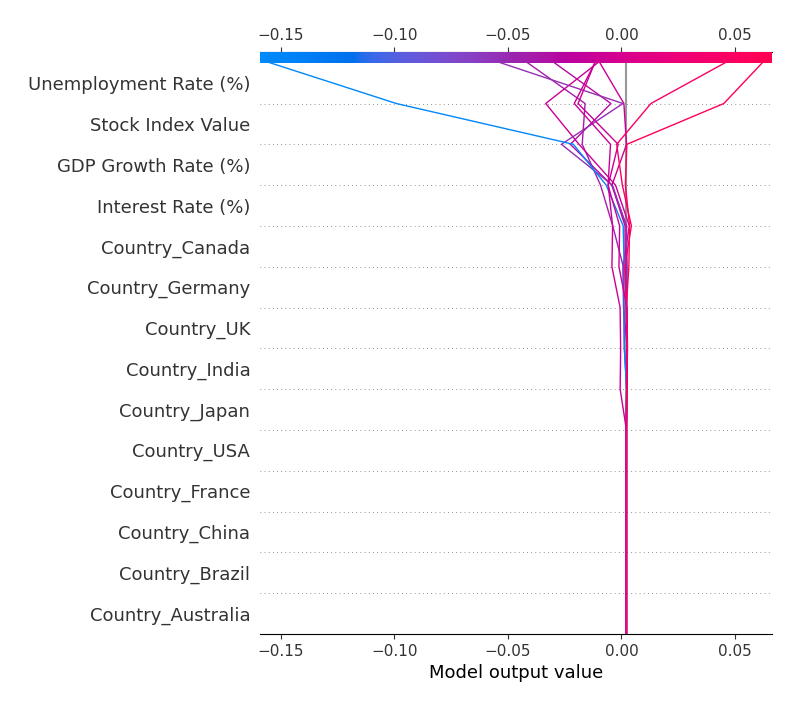 −0.15 −0.10 −0.05 0.00 0.05
Unemployment Rate (%)
Stock Index Value
GDP Growth Rate (%)
Interest Rate (%)
Country_Canada
Country_Germany
Country_UK
Country_India
Country_Japan
Country_USA
Country_France
Country_China
Country_Brazil
Country_Australia
−0.15 −0.10 −0.05 0.00 0.05
Model output value